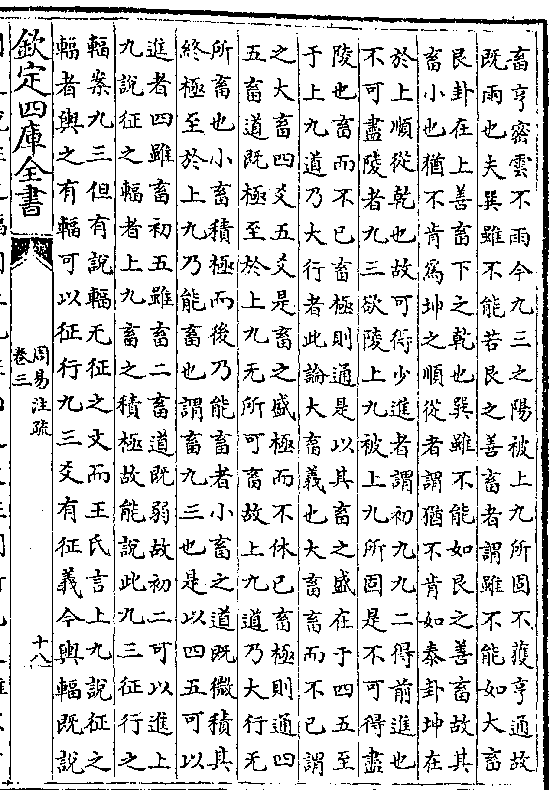 畜亨密雲不雨今九三之陽被上九所固不獲亨通故
既雨也夫巽雖不能若艮之善畜者謂雖不能如大畜
艮卦在上善畜下之乾也巽雖不能如艮之善畜故其
畜小也猶不肯為坤之順從者謂猶不肯如泰卦坤在
於上順從乾也故可得少進者謂初九九二得前進也
不可盡陵者九三欲陵上九被上九所固是不可得盡
陵也畜而不已畜極則通是以其畜之盛在于四五至
于上九道乃大行者此論大畜義也大畜畜而不已謂
之大畜四爻五爻是畜之盛極而不休已畜極則通四
五畜道既極至於上九无所可畜故上九道乃大行无
所畜也小畜積極而後乃能畜者小畜之道既微積其
終極至於上九乃能畜也謂畜九三也是以四五可以
進者四雖畜初五雖畜二畜道既弱故初二可以進上
九說征之輻者上九畜之積極故能說此九三征行之
輻案九三但有說輻无征之文而王氏言上九說征之
輻者輿之有輻可以征行九三爻有征義今輿輻既說
欽定四庫全書
周易注疏
卷三
十八